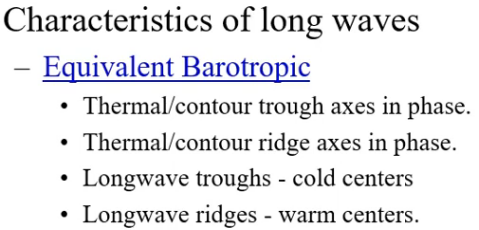 Characteristics of long waves
– Equivalent Barotropic
• Thermal/contour trough axes in phase.
• Thermal/contour ridge axes in phase.
• Longwave troughs - cold centers
• Longwave ridges - warm centers.